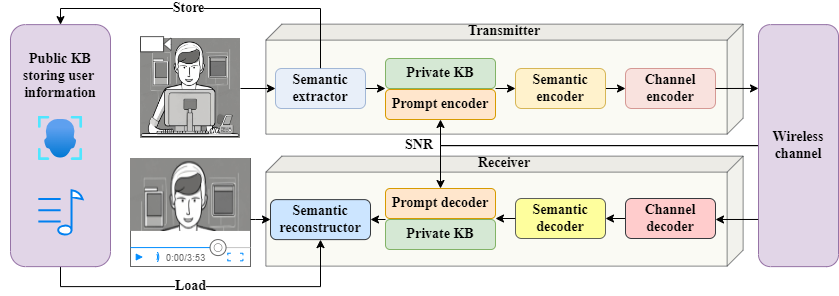 Store
Public KB
storing user
information
Transmitter
Semantic
extractor
Private KB
Prompt encoder
Semantic
encoder
Channel
encoder
Wireless
channel
SNR
Receiver
Semantic
reconstructor
Prompt decoder
Private KB
Semantic
decoder
Channel
decoder
0:00/3:53
Load